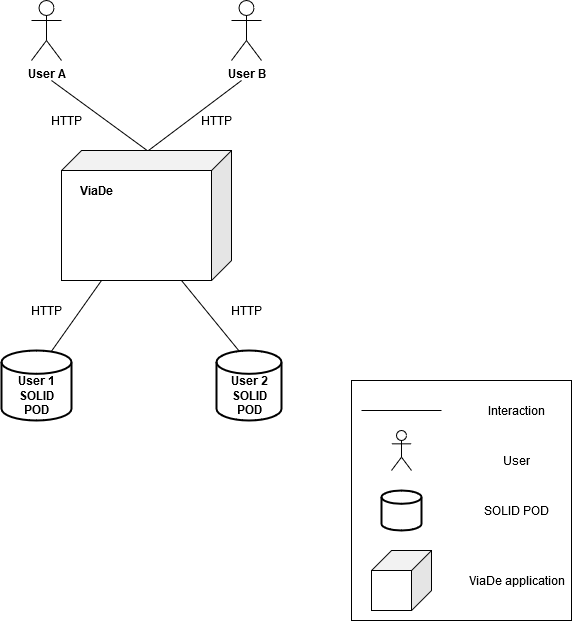 User A
User B
HTTP
HTTP
ViaDe
HTTP
HTTP
User 1
SOLID
POD
User 2
SOLID
POD
Interaction
User
SOLID POD
ViaDe application